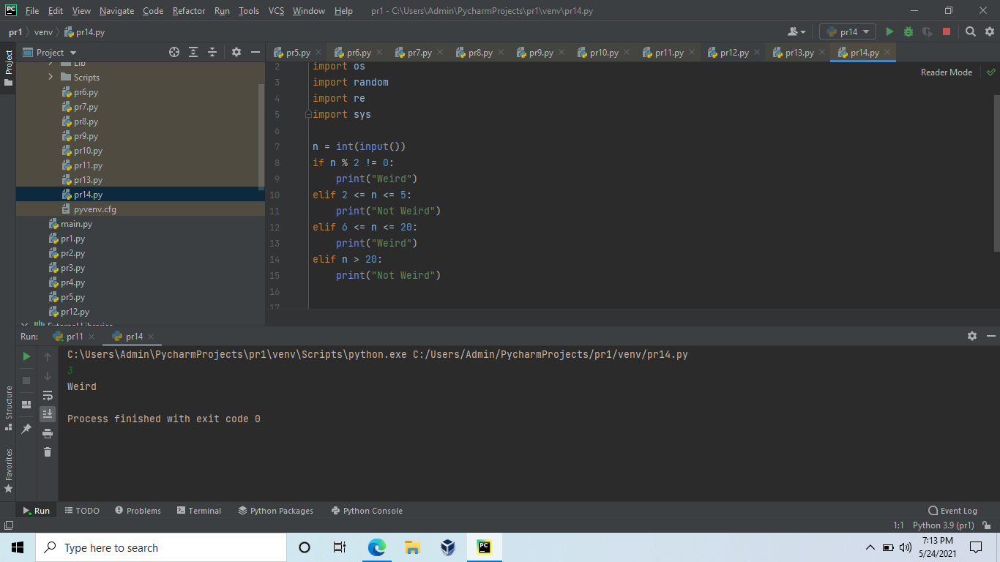 PC File Edit View Navigate Code Refactor Run Tools VCS Window Help pr1 - C:\Users\Admin\PycharmProjects\pr1\venv\pr14.py
pr1 venv pr14.py pr14
Project
Project
pr5.py pr6.py pr7.py pr8.py pr9.py pr10.py pr11.py pr12.py pr13.py pr14.py
Reader Mode
Lib
Scripts
pr6.py
pr7.py
pr8.py
pr9.py
pr10.py
pr11.py
pr13.py
pr14.py
pyvenv.cfg
main.py
pr1.py
pr2.py
pr3.py
pr4.py
pr5.py
pr12.py
External Libraries
2 import os
3 import random
4 import re
5 import sys
6
7 n = int(input())
8 if n % 2 != 0:
9     print("Weird")
10 elif 2 <= n <= 5:
11     print("Not Weird")
12 elif 6 <= n <= 20:
13     print("Weird")
14 elif n > 20:
15     print("Not Weird")
16
17
Run: pr11 pr14
C:\Users\Admin\PycharmProjects\pr1\venv\Scripts\python.exe C:/Users/Admin/PycharmProjects/pr1/venv/pr14.py
3
Weird
Process finished with exit code 0
Structure
Favorites
Run TODO Problems Terminal Python Packages Python Console Event Log
1:1 Python 3.9 (pr1)
Type here to search
PC
7:13 PM
5/24/2021